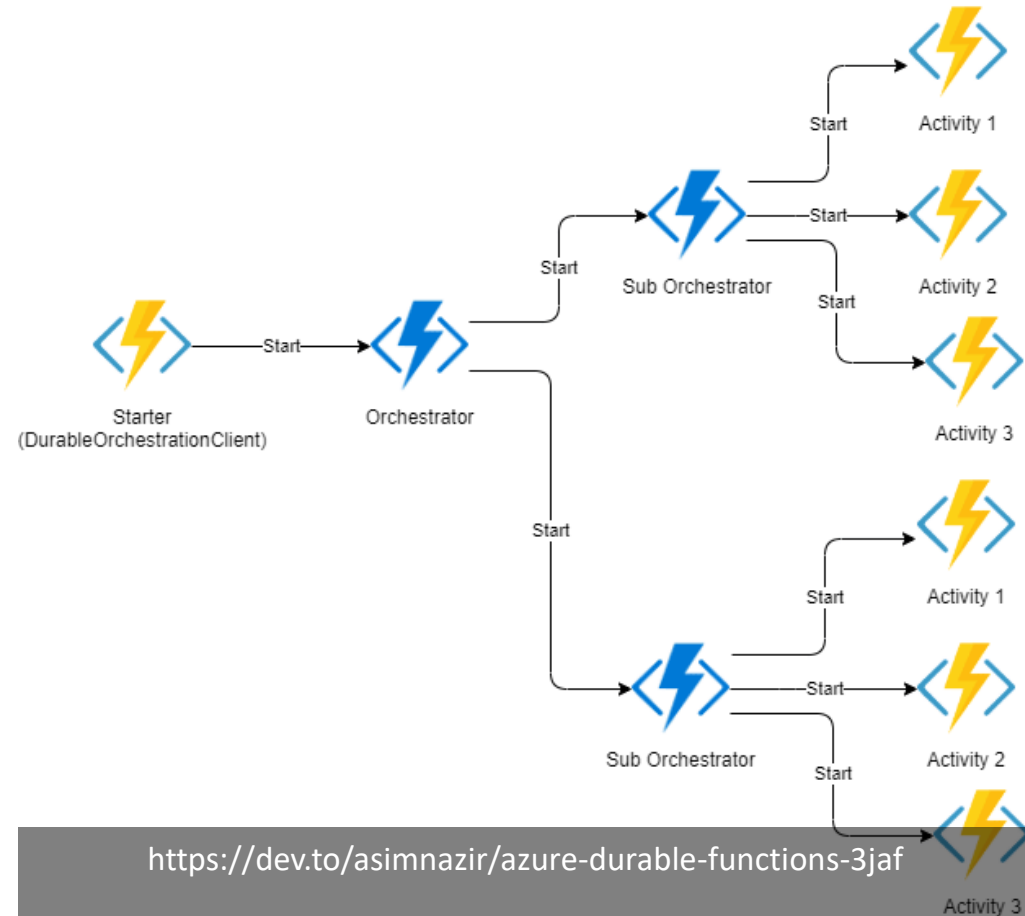 Start
Activity 1
Start
Activity 2
Start
Sub Orchestrator
Start
Activity 3
Start
Starter
(DurableOrchestrationClient)
Orchestrator
Start
Start
Activity 1
Start
Activity 2
Sub Orchestrator
Start
https://dev.to/asimnazir/azure-durable-functions-3jaf
Activity 3